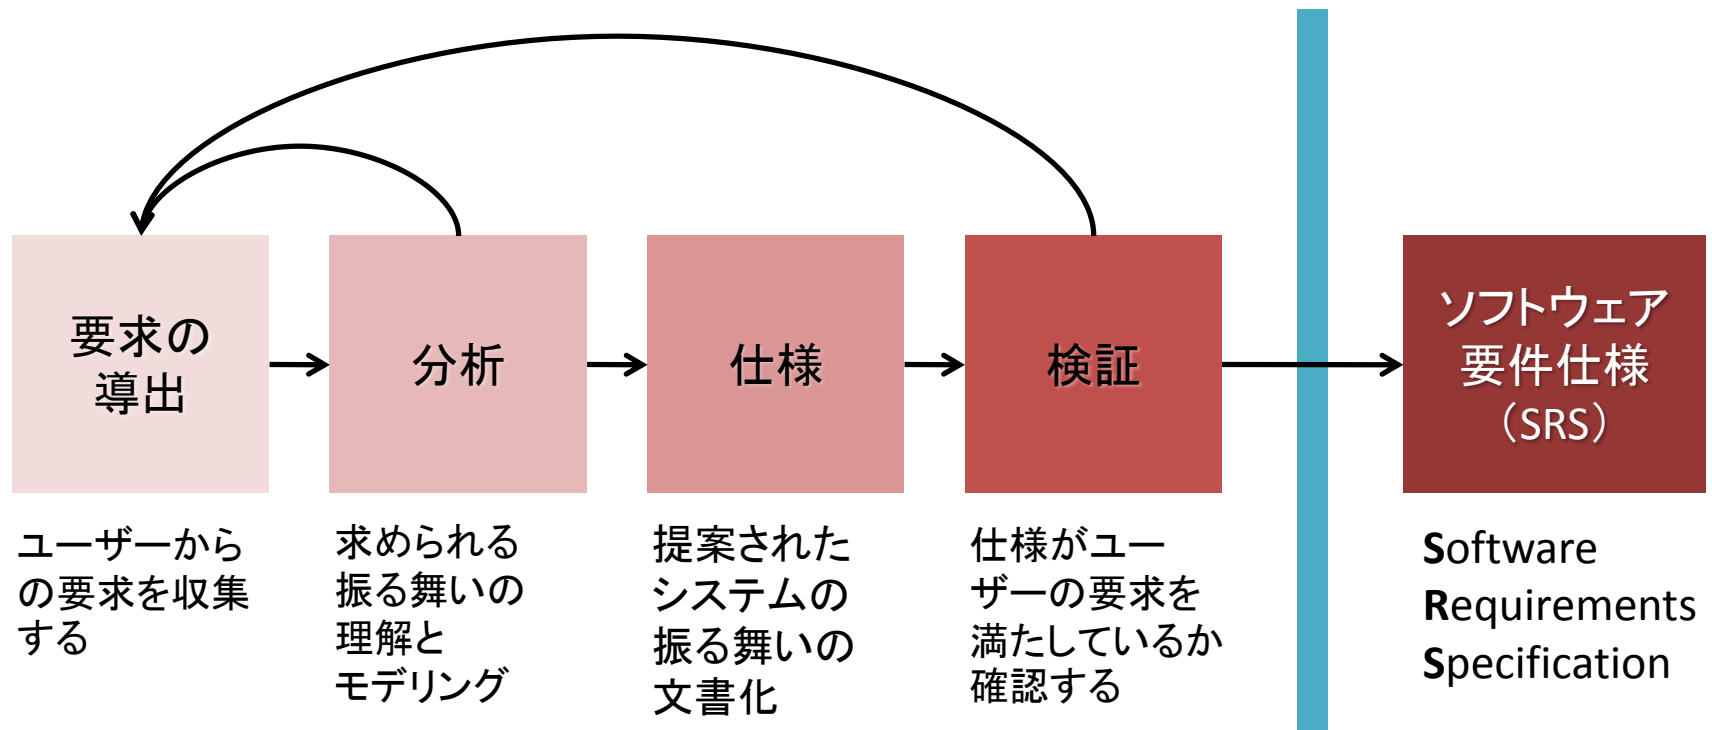 要求の
導出
分析
仕様
検証
ソフトウェア
要件仕様
（SRS）
ユーザーから
の要求を収集
する
求められる
振る舞いの
理解と
モデリング
提案された
システムの
振る舞いの
文書化
仕様がユー
ザーの要求を
満たしているか
確認する
Software
Requirements
Specification